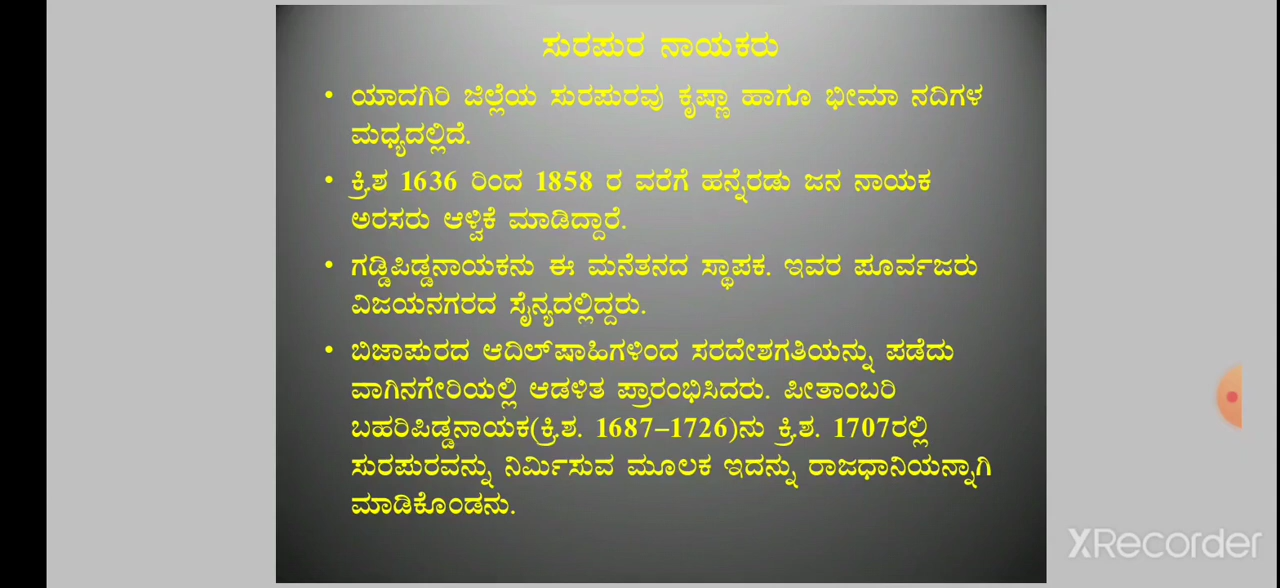 ಸುರಪುರ ನಾಯಕರು
• ಯಾದಗಿರಿ ಜಿಲ್ಲೆಯ ಸುರಪುರವು ಕೃಷ್ಣಾ ಹಾಗೂ ಭೀಮಾ ನದಿಗಳ
ಮಧ್ಯದಲ್ಲಿದೆ.
• ಕ್ರಿ.ಶ 1636 ರಿಂದ 1858 ರ ವರೆಗೆ ಹನ್ನೆರಡು ಜನ ನಾಯಕ
ಅರಸರು ಆಳ್ವಿಕೆ ಮಾಡಿದ್ದಾರೆ.
• ಗಡ್ಡಿಪಿಡ್ಡನಾಯಕನು ಈ ಮನೆತನದ ಸ್ಥಾಪಕ. ಇವರ ಪೂರ್ವಜರು
ವಿಜಯನಗರದ ಸೈನ್ಯದಲ್ಲಿದ್ದರು.
• ಬಿಜಾಪುರದ ಆದಿಲ್‌ಷಾಹಿಗಳಿಂದ ಸರದೇಶಗತಿಯನ್ನು ಪಡೆದು
ವಾಗಿನಗೇರಿಯಲ್ಲಿ ಆಡಳಿತ ಪ್ರಾರಂಭಿಸಿದರು. ಪೀತಾಂಬರಿ
ಬಹರಿಪಿಡ್ಡನಾಯಕ(ಕ್ರಿ.ಶ. 1687–1726)ನು ಕ್ರಿ.ಶ. 1707ರಲ್ಲಿ
ಸುರಪುರವನ್ನು ನಿರ್ಮಿಸುವ ಮೂಲಕ ಇದನ್ನು ರಾಜಧಾನಿಯನ್ನಾಗಿ
ಮಾಡಿಕೊಂಡನು.
XRecorder